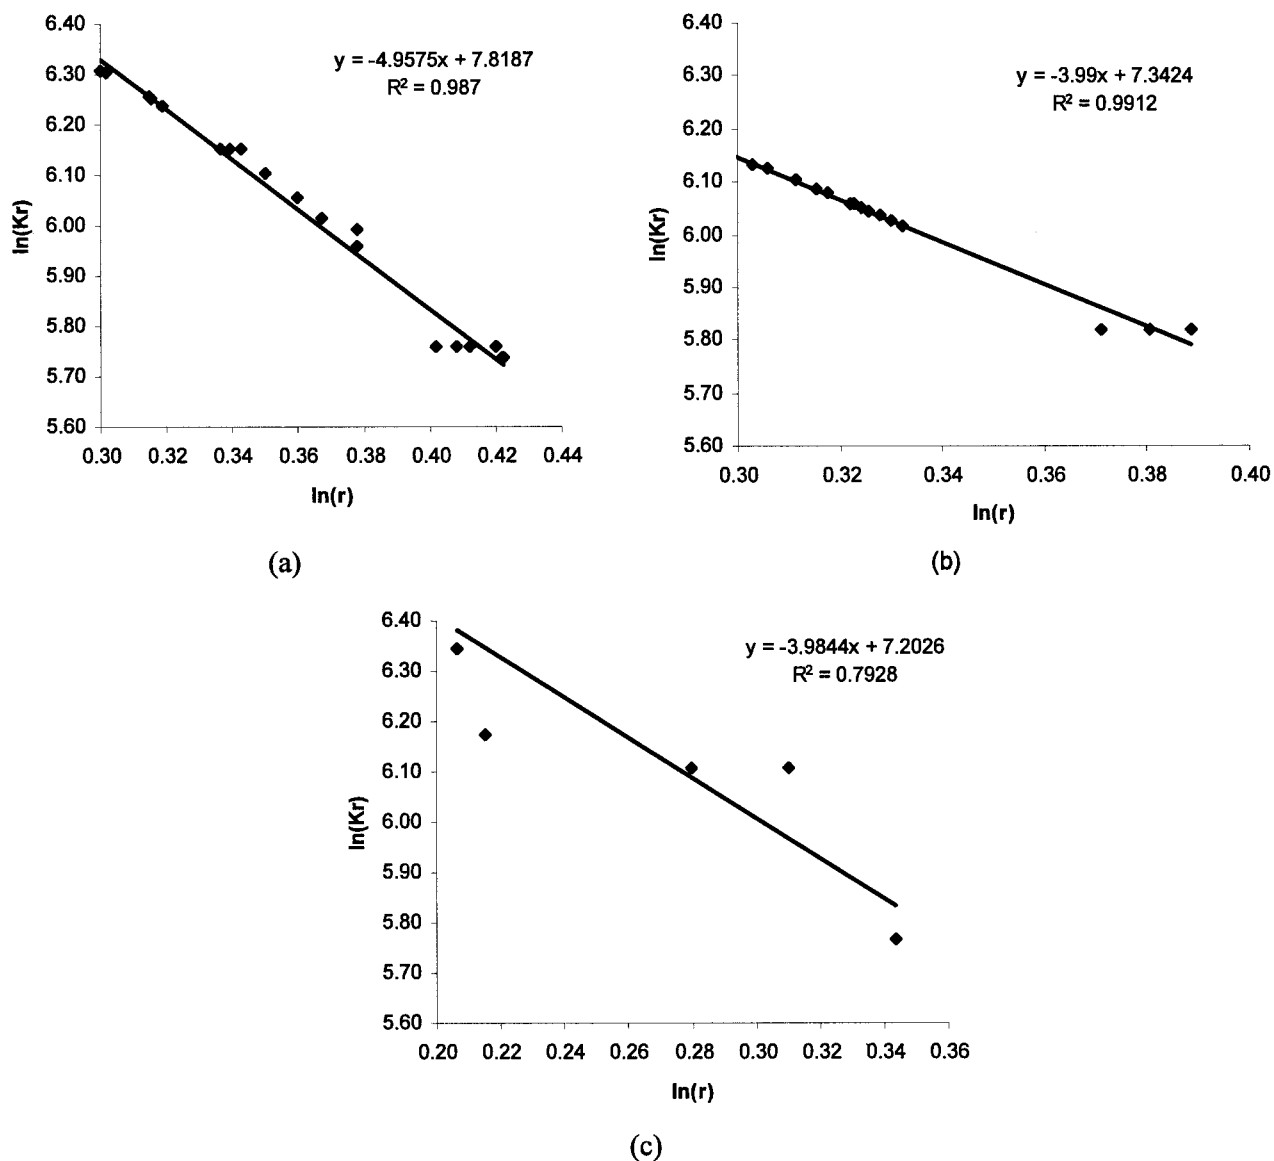 6.40
6.30
6.20
6.10
6.00
5.90
5.80
5.70
5.60
ln(Kr)
y = -4.9575x + 7.8187
R² = 0.987
0.30 0.32 0.34 0.36 0.38 0.40 0.42 0.44
ln(r)
(a)
6.40
6.30
6.20
6.10
6.00
5.90
5.80
5.70
5.60
ln(Kr)
y = -3.99x + 7.3424
R² = 0.9912
0.30 0.32 0.34 0.36 0.38 0.40
ln(r)
(b)
6.40
6.30
6.20
6.10
6.00
5.90
5.80
5.70
5.60
ln(Kr)
y = -3.9844x + 7.2026
R² = 0.7928
0.20 0.22 0.24 0.26 0.28 0.30 0.32 0.34 0.36
ln(r)
(c)